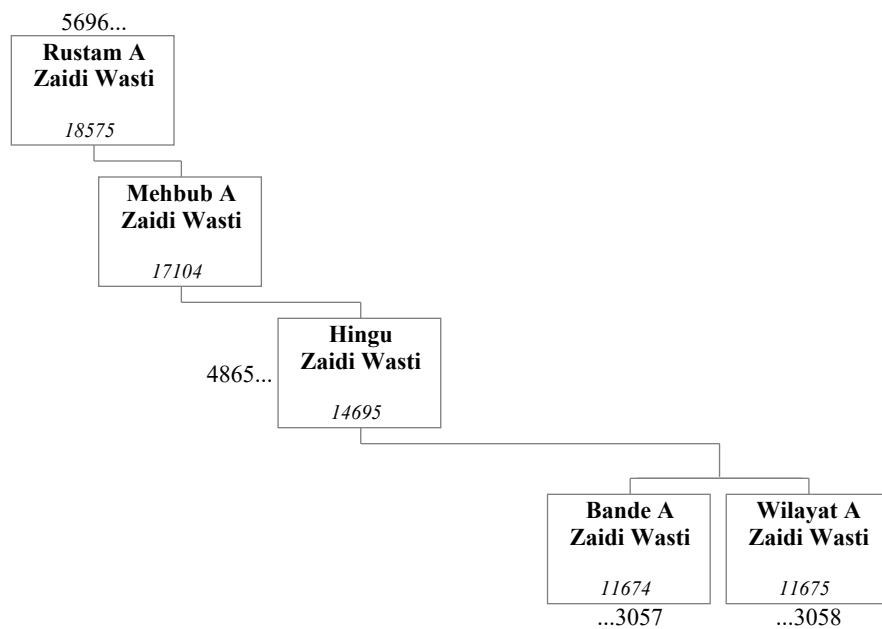 5696...
Rustam A
Zaidi Wasti
18575
Mehbub A
Zaidi Wasti
17104
Hingu
Zaidi Wasti
4865...
14695
Bande A
Zaidi Wasti
11674
...3057
Wilayat A
Zaidi Wasti
11675
...3058